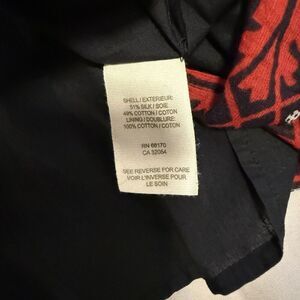 SHELL / EXTERIEUR:
51% SILK / SOIE
49% COTTON / COTON
LINING / DOUBLURE:
100% COTTON / COTON
RN 66170
CA 32054
SEE REVERSE FOR CARE
VOIR L'INVERSE POUR
LE SOIN